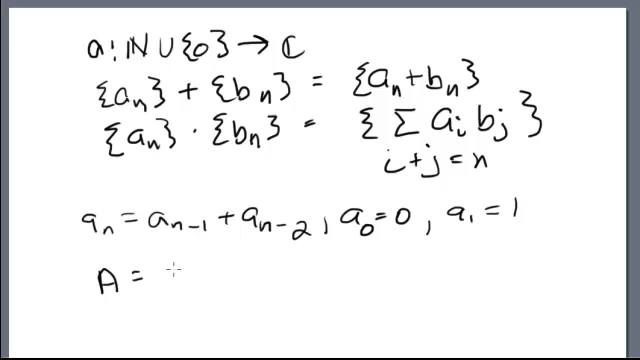 a: ℕ ∪ {0} → ℂ
{aₙ} + {bₙ} = {aₙ + bₙ}
{aₙ} · {bₙ} = { ∑ aᵢ bⱼ }
i + j = n
aₙ = aₙ₋₁ + aₙ₋₂ , a₀ = 0 , a₁ = 1
A =